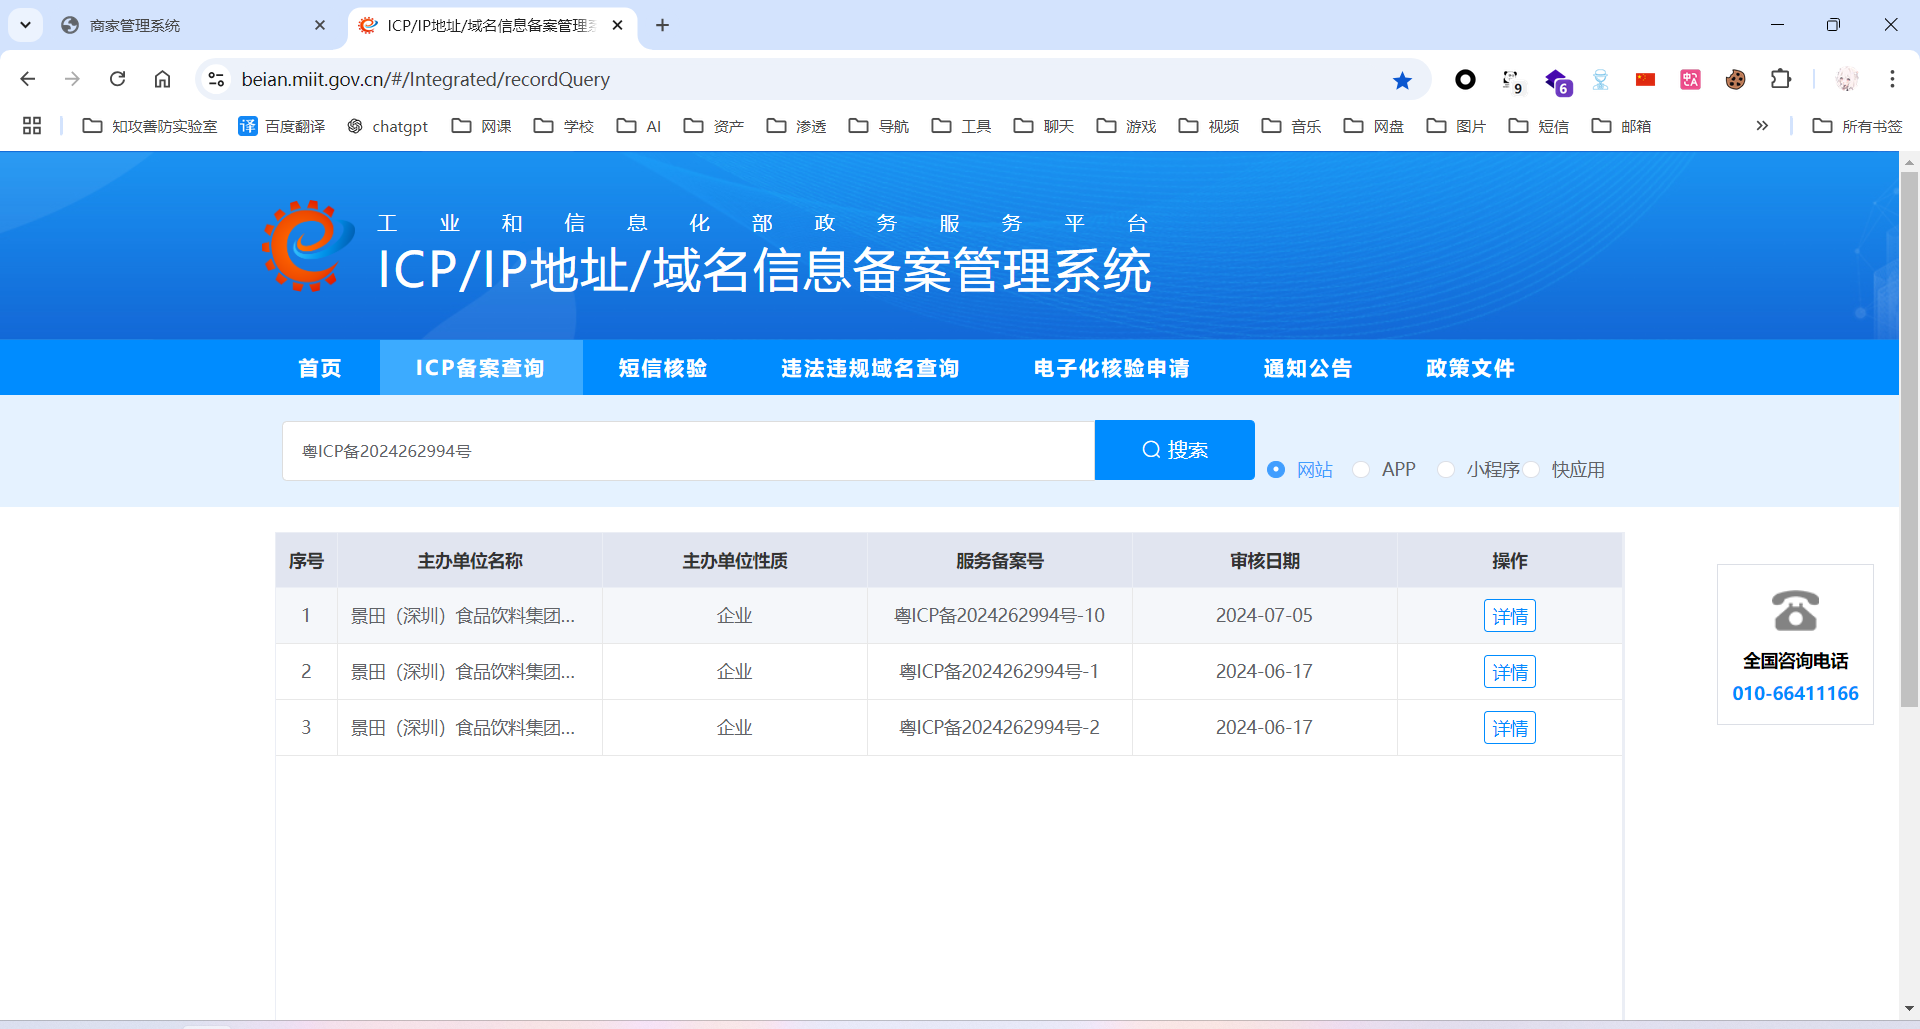 商家管理系统
ICP/IP地址/域名信息备案管理系
beian.miit.gov.cn/#/Integrated/recordQuery
9
6
知攻善防实验室
译 百度翻译
chatgpt
网课
学校
AI
资产
渗透
导航
工具
聊天
游戏
视频
音乐
网盘
图片
短信
邮箱
所有书签
工业和信息化部政务服务平台
ICP/IP地址/域名信息备案管理系统
首页 ICP备案查询 短信核验 违法违规域名查询 电子化核验申请 通知公告 政策文件
粤ICP备2024262994号
搜索
网站 APP 小程序 快应用
序号 主办单位名称 主办单位性质 服务备案号 审核日期 操作
1 景田（深圳）食品饮料集团... 企业 粤ICP备2024262994号-10 2024-07-05 详情
2 景田（深圳）食品饮料集团... 企业 粤ICP备2024262994号-1 2024-06-17 详情
3 景田（深圳）食品饮料集团... 企业 粤ICP备2024262994号-2 2024-06-17 详情
全国咨询电话
010-66411166